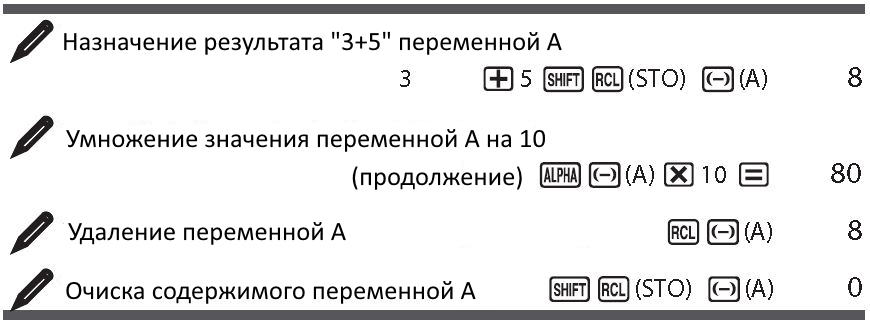 Назначение результата "3+5" переменной А
3 + 5 SHIFT RCL (STO) (−) (A) 8
Умножение значения переменной А на 10
(продолжение) ALPHA (−) (A) × 10 = 80
Удаление переменной А RCL (−) (A) 8
Очиска содержимого переменной А SHIFT RCL (STO) (−) (A) 0